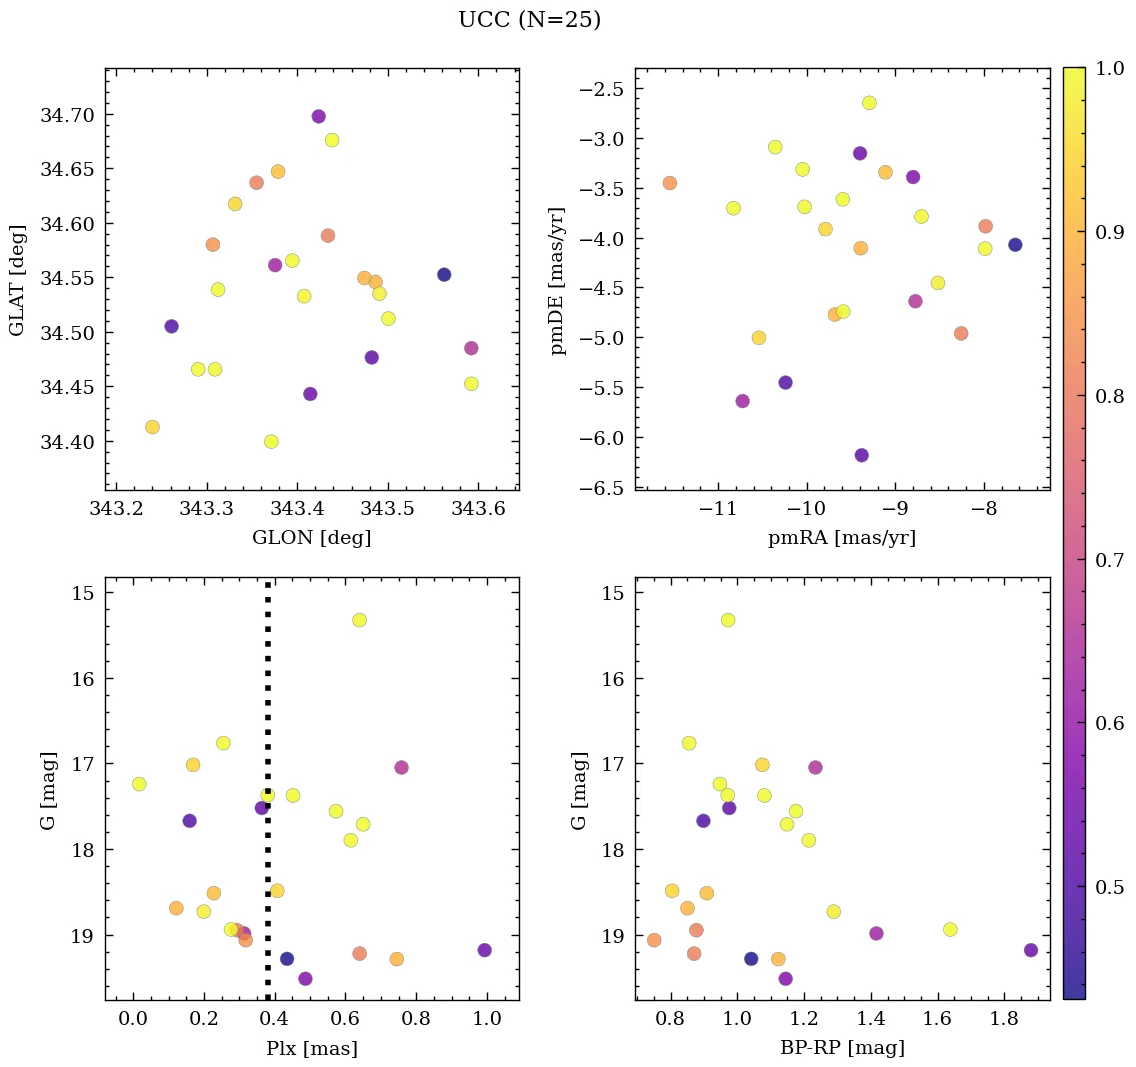 UCC (N=25)
34.70
34.65
34.60
34.55
34.50
34.45
34.40
GLAT [deg]
343.2 343.3 343.4 343.5 343.6
GLON [deg]
−2.5
−3.0
−3.5
−4.0
−4.5
−5.0
−5.5
−6.0
−6.5
pmDE [mas/yr]
−11 −10 −9 −8
pmRA [mas/yr]
15
16
17
18
19
G [mag]
0.0 0.2 0.4 0.6 0.8 1.0
Plx [mas]
15
16
17
18
19
G [mag]
0.8 1.0 1.2 1.4 1.6 1.8
BP-RP [mag]
1.0
0.9
0.8
0.7
0.6
0.5